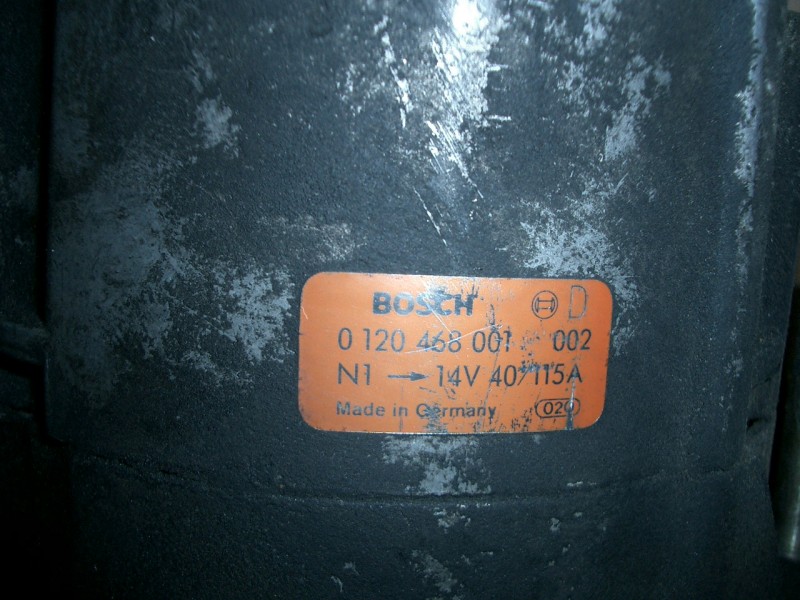 BOSCH D
0 120 468 001 002
N1 → 14V 40/115A
Made in Germany 020